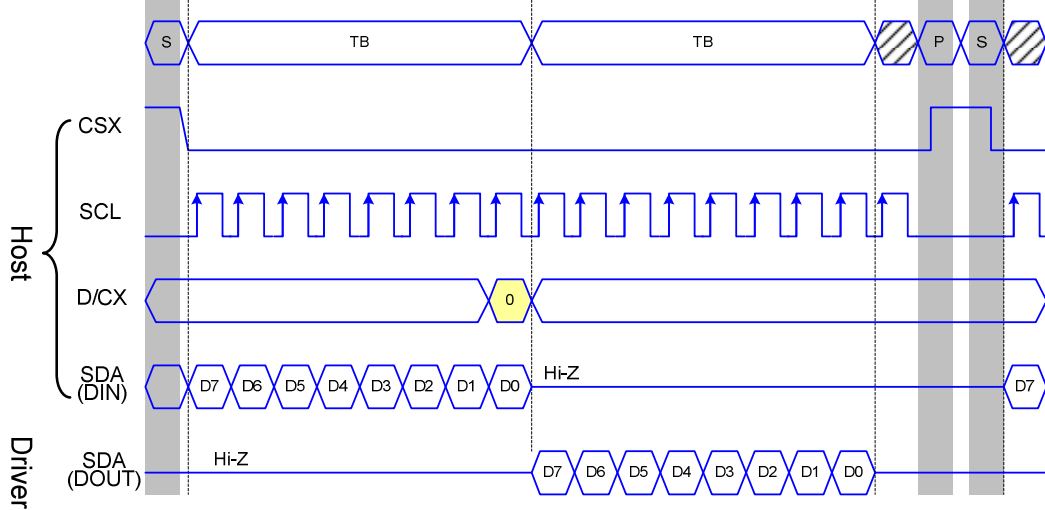 S TB TB P S
CSX
SCL
Host
D/CX 0
SDA
(DIN) D7 D6 D5 D4 D3 D2 D1 D0 Hi-Z D7
Driver
SDA
(DOUT) Hi-Z D7 D6 D5 D4 D3 D2 D1 D0